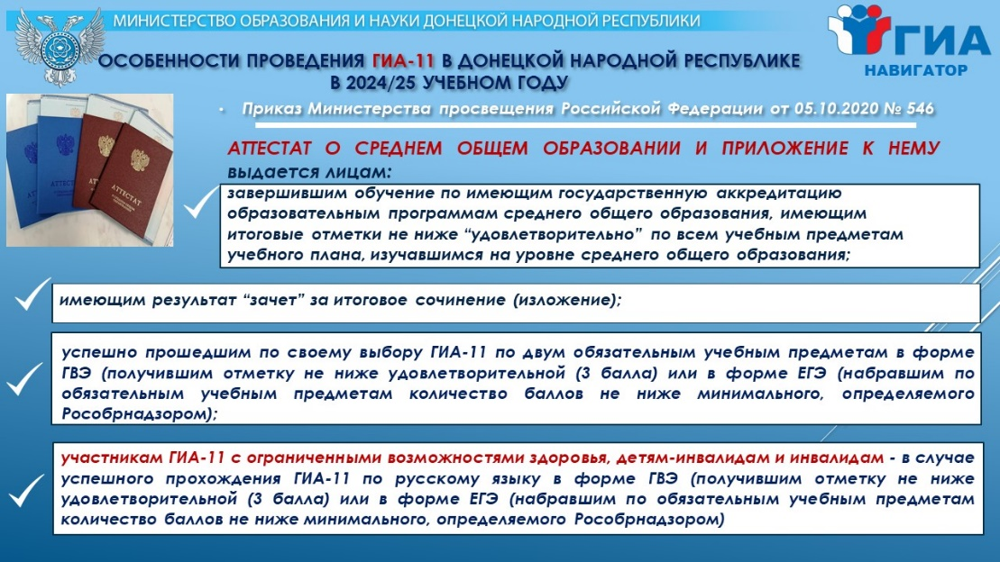 МИНИСТЕРСТВО ОБРАЗОВАНИЯ И НАУКИ ДОНЕЦКОЙ НАРОДНОЙ РЕСПУБЛИКИ
ГИА
НАВИГАТОР
ОСОБЕННОСТИ ПРОВЕДЕНИЯ ГИА-11 В ДОНЕЦКОЙ НАРОДНОЙ РЕСПУБЛИКЕ
В 2024/25 УЧЕБНОМ ГОДУ
• Приказ Министерства просвещения Российской Федерации от 05.10.2020 № 546
АТТЕСТАТ
АТТЕСТАТ О СРЕДНЕМ ОБЩЕМ ОБРАЗОВАНИИ И ПРИЛОЖЕНИЕ К НЕМУ
выдается лицам:
завершившим обучение по имеющим государственную аккредитацию
образовательным программам среднего общего образования, имеющим
итоговые отметки не ниже “удовлетворительно” по всем учебным предметам
учебного плана, изучавшимся на уровне среднего общего образования;
имеющим результат “зачет” за итоговое сочинение (изложение);
успешно прошедшим по своему выбору ГИА-11 по двум обязательным учебным предметам в форме
ГВЭ (получившим отметку не ниже удовлетворительной (3 балла) или в форме ЕГЭ (набравшим по
обязательным учебным предметам количество баллов не ниже минимального, определяемого
Рособрнадзором);
участникам ГИА-11 с ограниченными возможностями здоровья, детям-инвалидам и инвалидам - в случае
успешного прохождения ГИА-11 по русскому языку в форме ГВЭ (получившим отметку не ниже
удовлетворительной (3 балла) или в форме ЕГЭ (набравшим по обязательным учебным предметам
количество баллов не ниже минимального, определяемого Рособрнадзором)